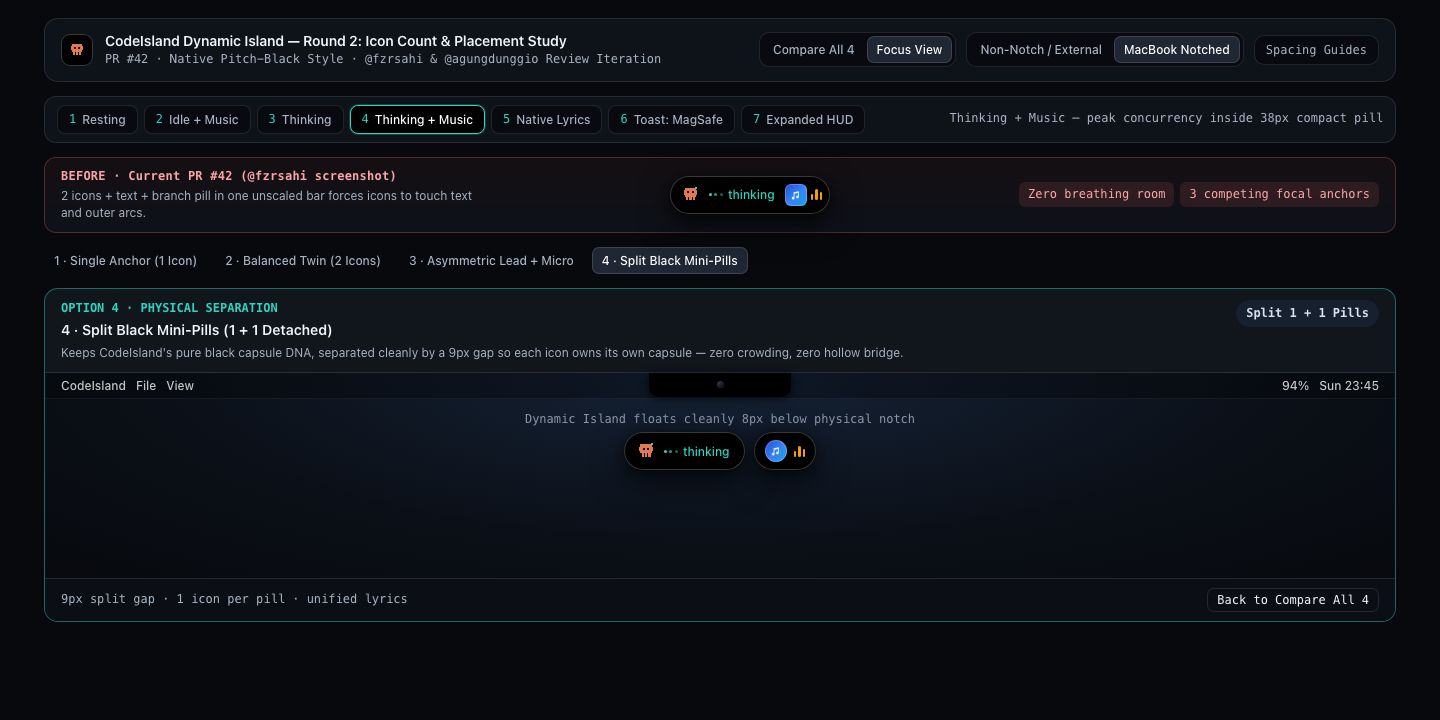 CodeIsland Dynamic Island — Round 2: Icon Count & Placement Study
PR #42 · Native Pitch-Black Style · @fzrsahi & @agungdunggio Review Iteration
Compare All 4
Focus View
Non-Notch / External
MacBook Notched
Spacing Guides
1 Resting
2 Idle + Music
3 Thinking
4 Thinking + Music
5 Native Lyrics
6 Toast: MagSafe
7 Expanded HUD
Thinking + Music — peak concurrency inside 38px compact pill
BEFORE · Current PR #42 (@fzrsahi screenshot)
2 icons + text + branch pill in one unscaled bar forces icons to touch text
and outer arcs.
thinking
Zero breathing room
3 competing focal anchors
1 · Single Anchor (1 Icon)
2 · Balanced Twin (2 Icons)
3 · Asymmetric Lead + Micro
4 · Split Black Mini-Pills
OPTION 4 · PHYSICAL SEPARATION
4 · Split Black Mini-Pills (1 + 1 Detached)
Keeps CodeIsland's pure black capsule DNA, separated cleanly by a 9px gap so each icon owns its own capsule — zero crowding, zero hollow bridge.
Split 1 + 1 Pills
CodeIsland File View
94% Sun 23:45
Dynamic Island floats cleanly 8px below physical notch
thinking
9px split gap · 1 icon per pill · unified lyrics
Back to Compare All 4